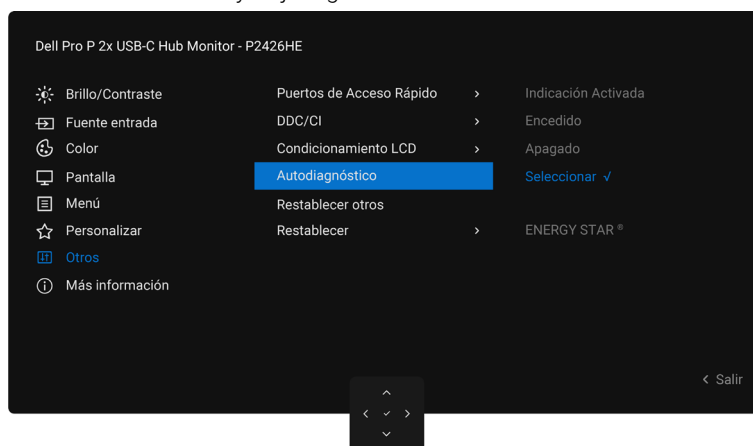 Dell Pro P 2x USB-C Hub Monitor - P2426HE
Brillo/Contraste Puertos de Acceso Rápido > Indicación Activada
Fuente entrada DDC/CI > Encedido
Color Condicionamiento LCD > Apagado
Pantalla Autodiagnóstico Seleccionar √
Menú Restablecer otros
Personalizar Restablecer > ENERGY STAR ®
Otros
Más información
< Salir